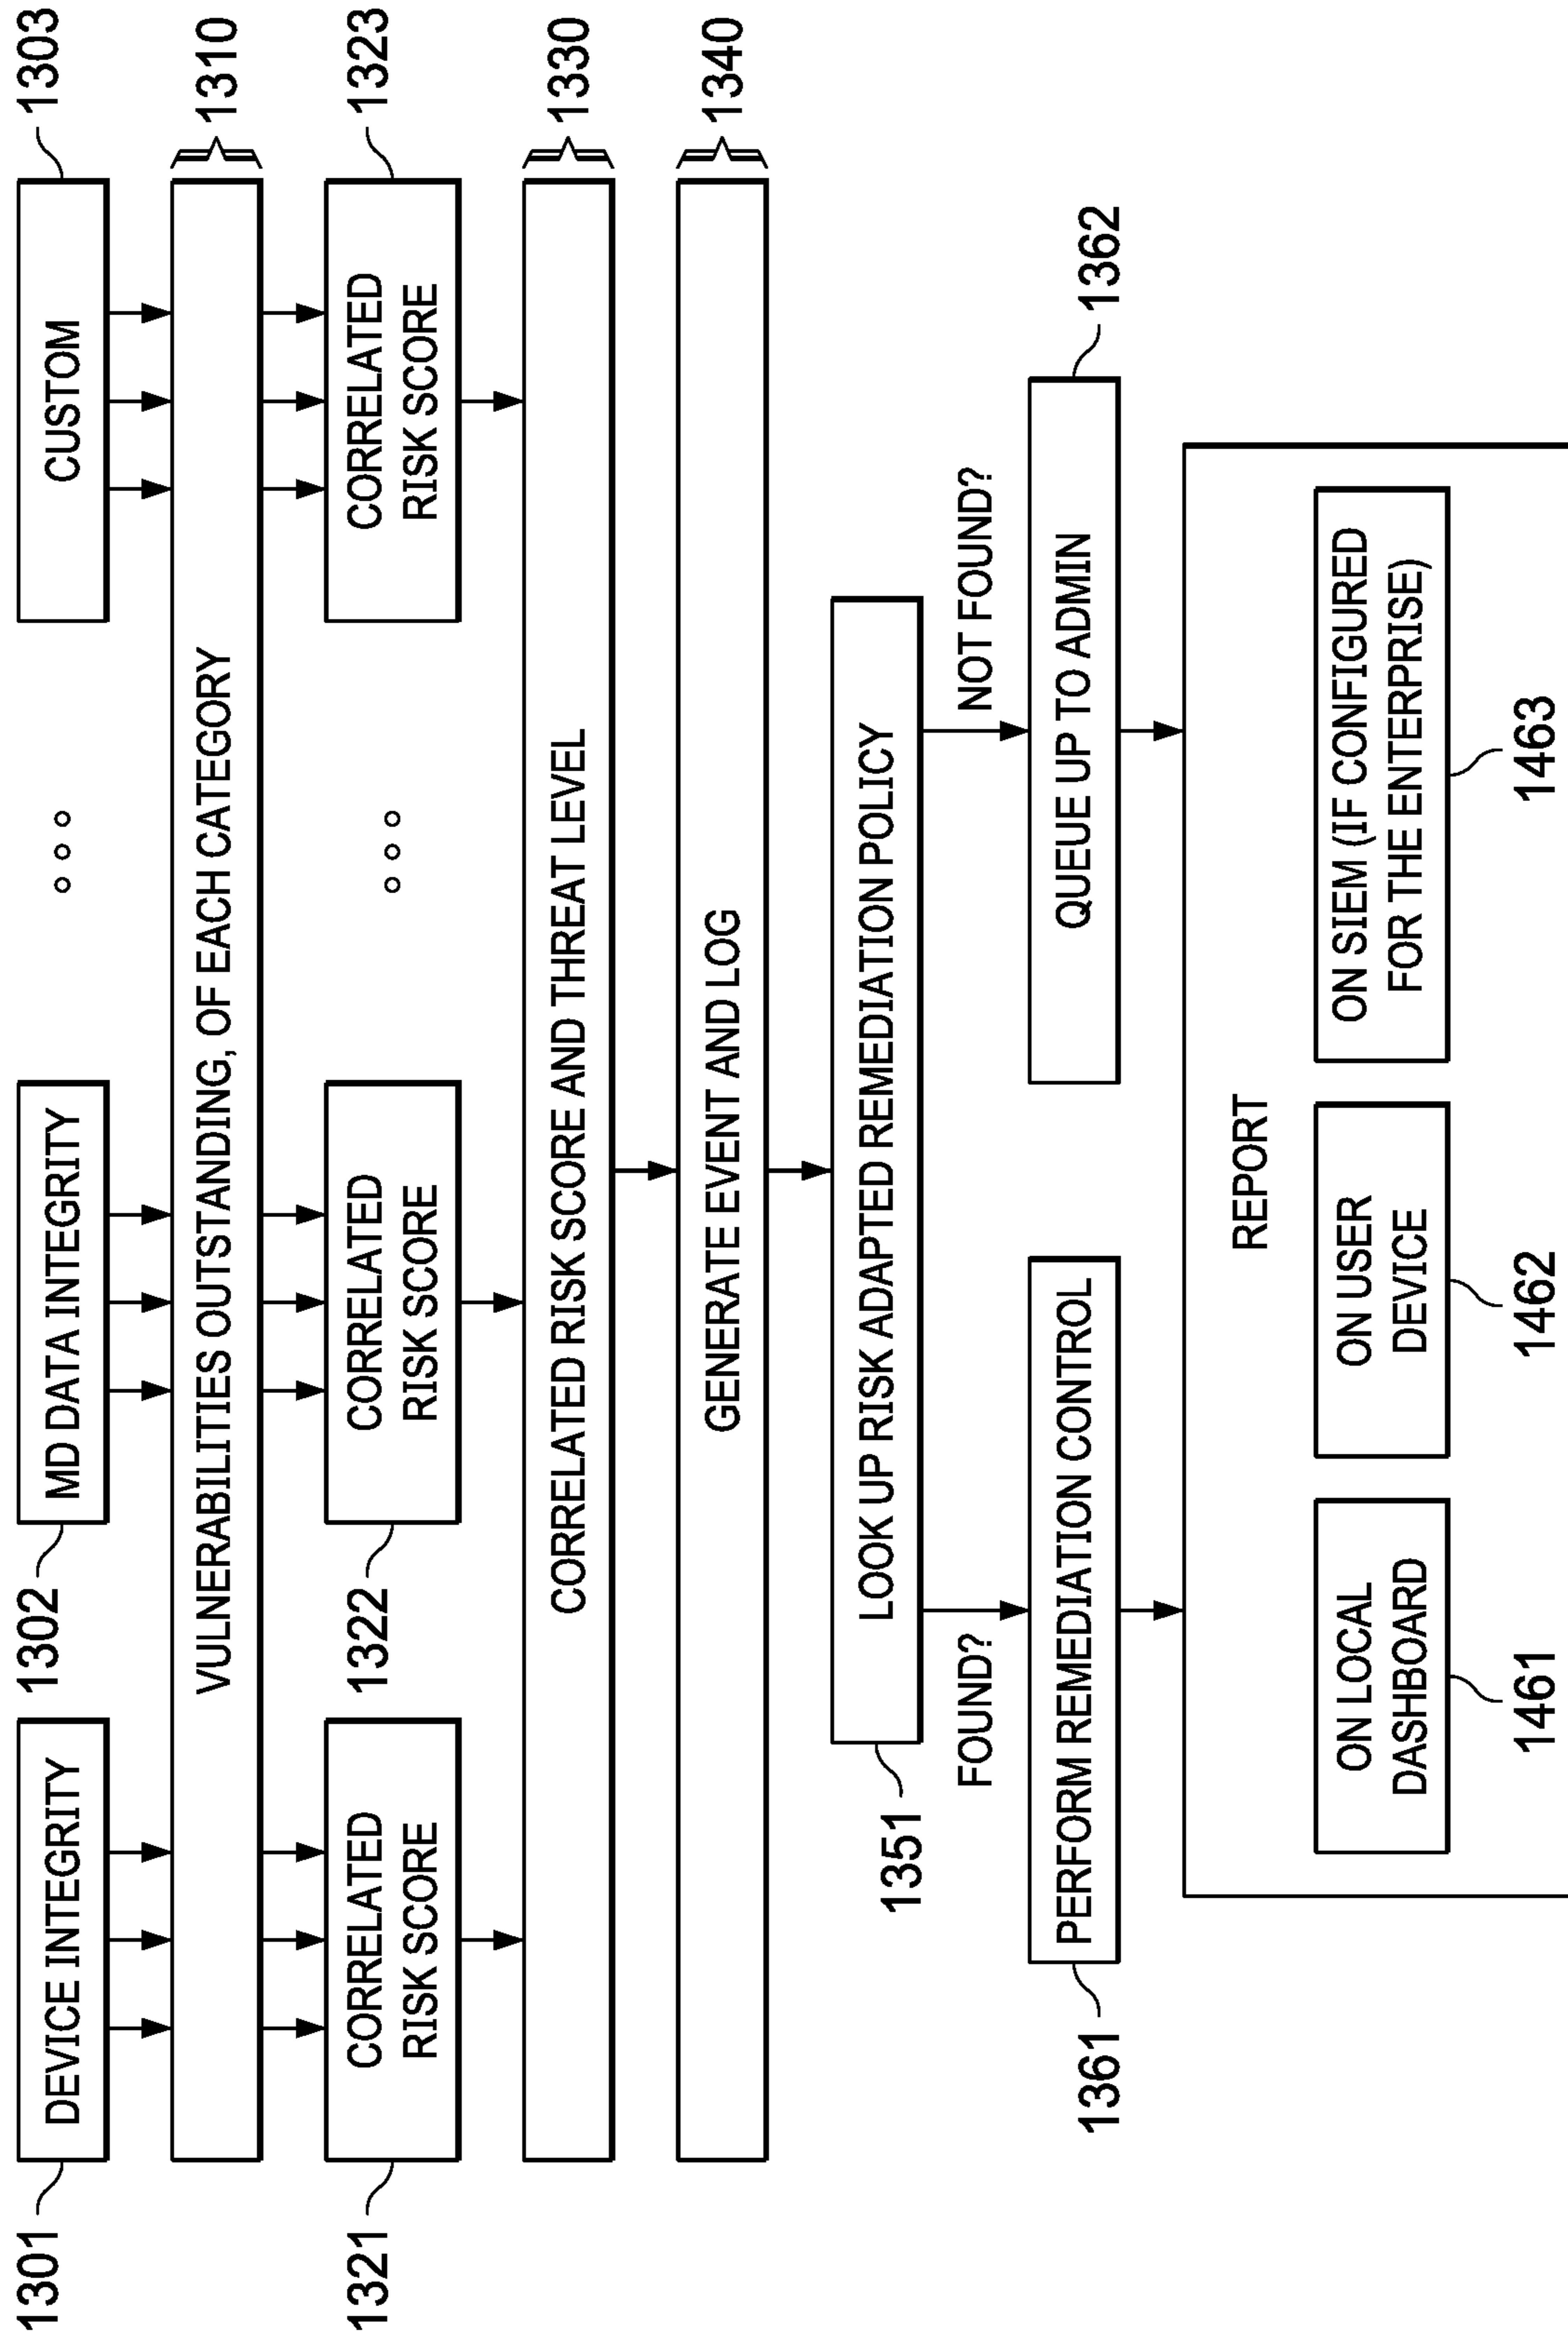 1301
DEVICE INTEGRITY
1302
MD DATA INTEGRITY
CUSTOM
1303
VULNERABILITIES OUTSTANDING, OF EACH CATEGORY
1310
1321
CORRELATED
RISK SCORE
1322
CORRELATED
RISK SCORE
CORRELATED
RISK SCORE
1323
CORRELATED RISK SCORE AND THREAT LEVEL
1330
GENERATE EVENT AND LOG
1340
1351
LOOK UP RISK ADAPTED REMEDIATION POLICY
FOUND?
NOT FOUND?
1361
PERFORM REMEDIATION CONTROL
QUEUE UP TO ADMIN
1362
REPORT
ON LOCAL
DASHBOARD
ON USER
DEVICE
ON SIEM (IF CONFIGURED
FOR THE ENTERPRISE)
1461
1462
1463